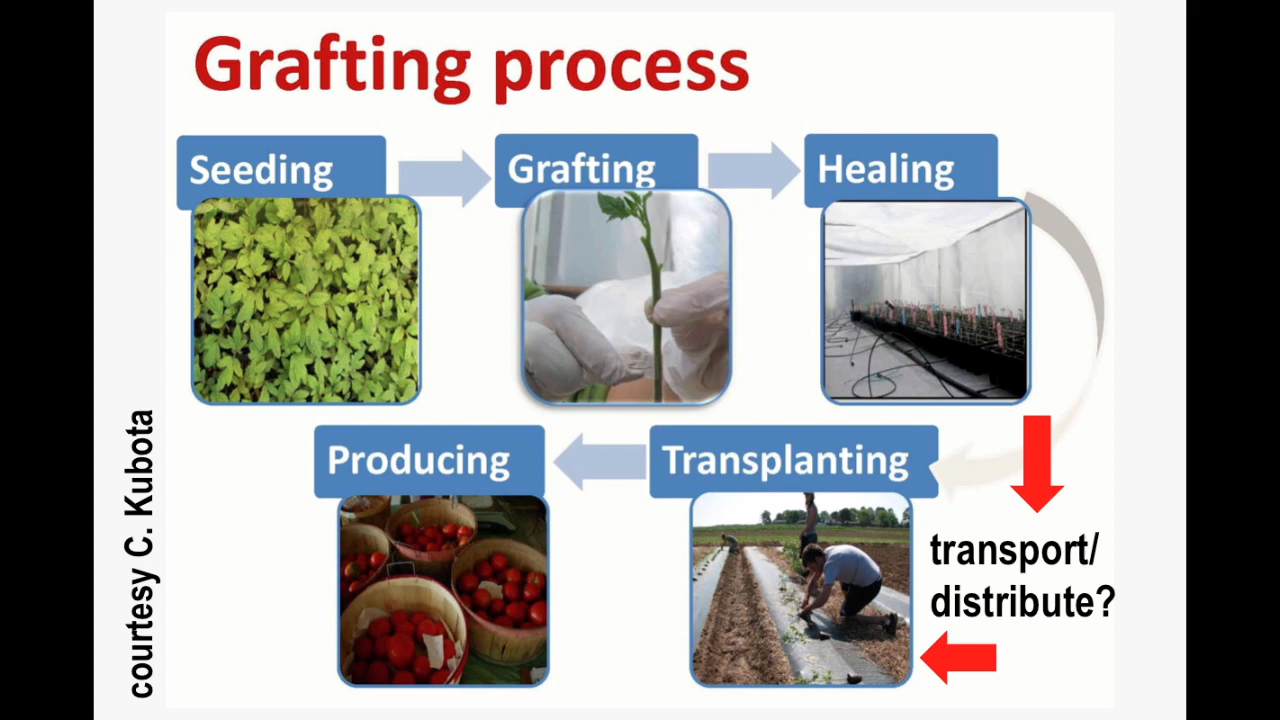 Grafting process
Seeding
Grafting
Healing
Producing
Transplanting
transport/
distribute?
courtesy C. Kubota